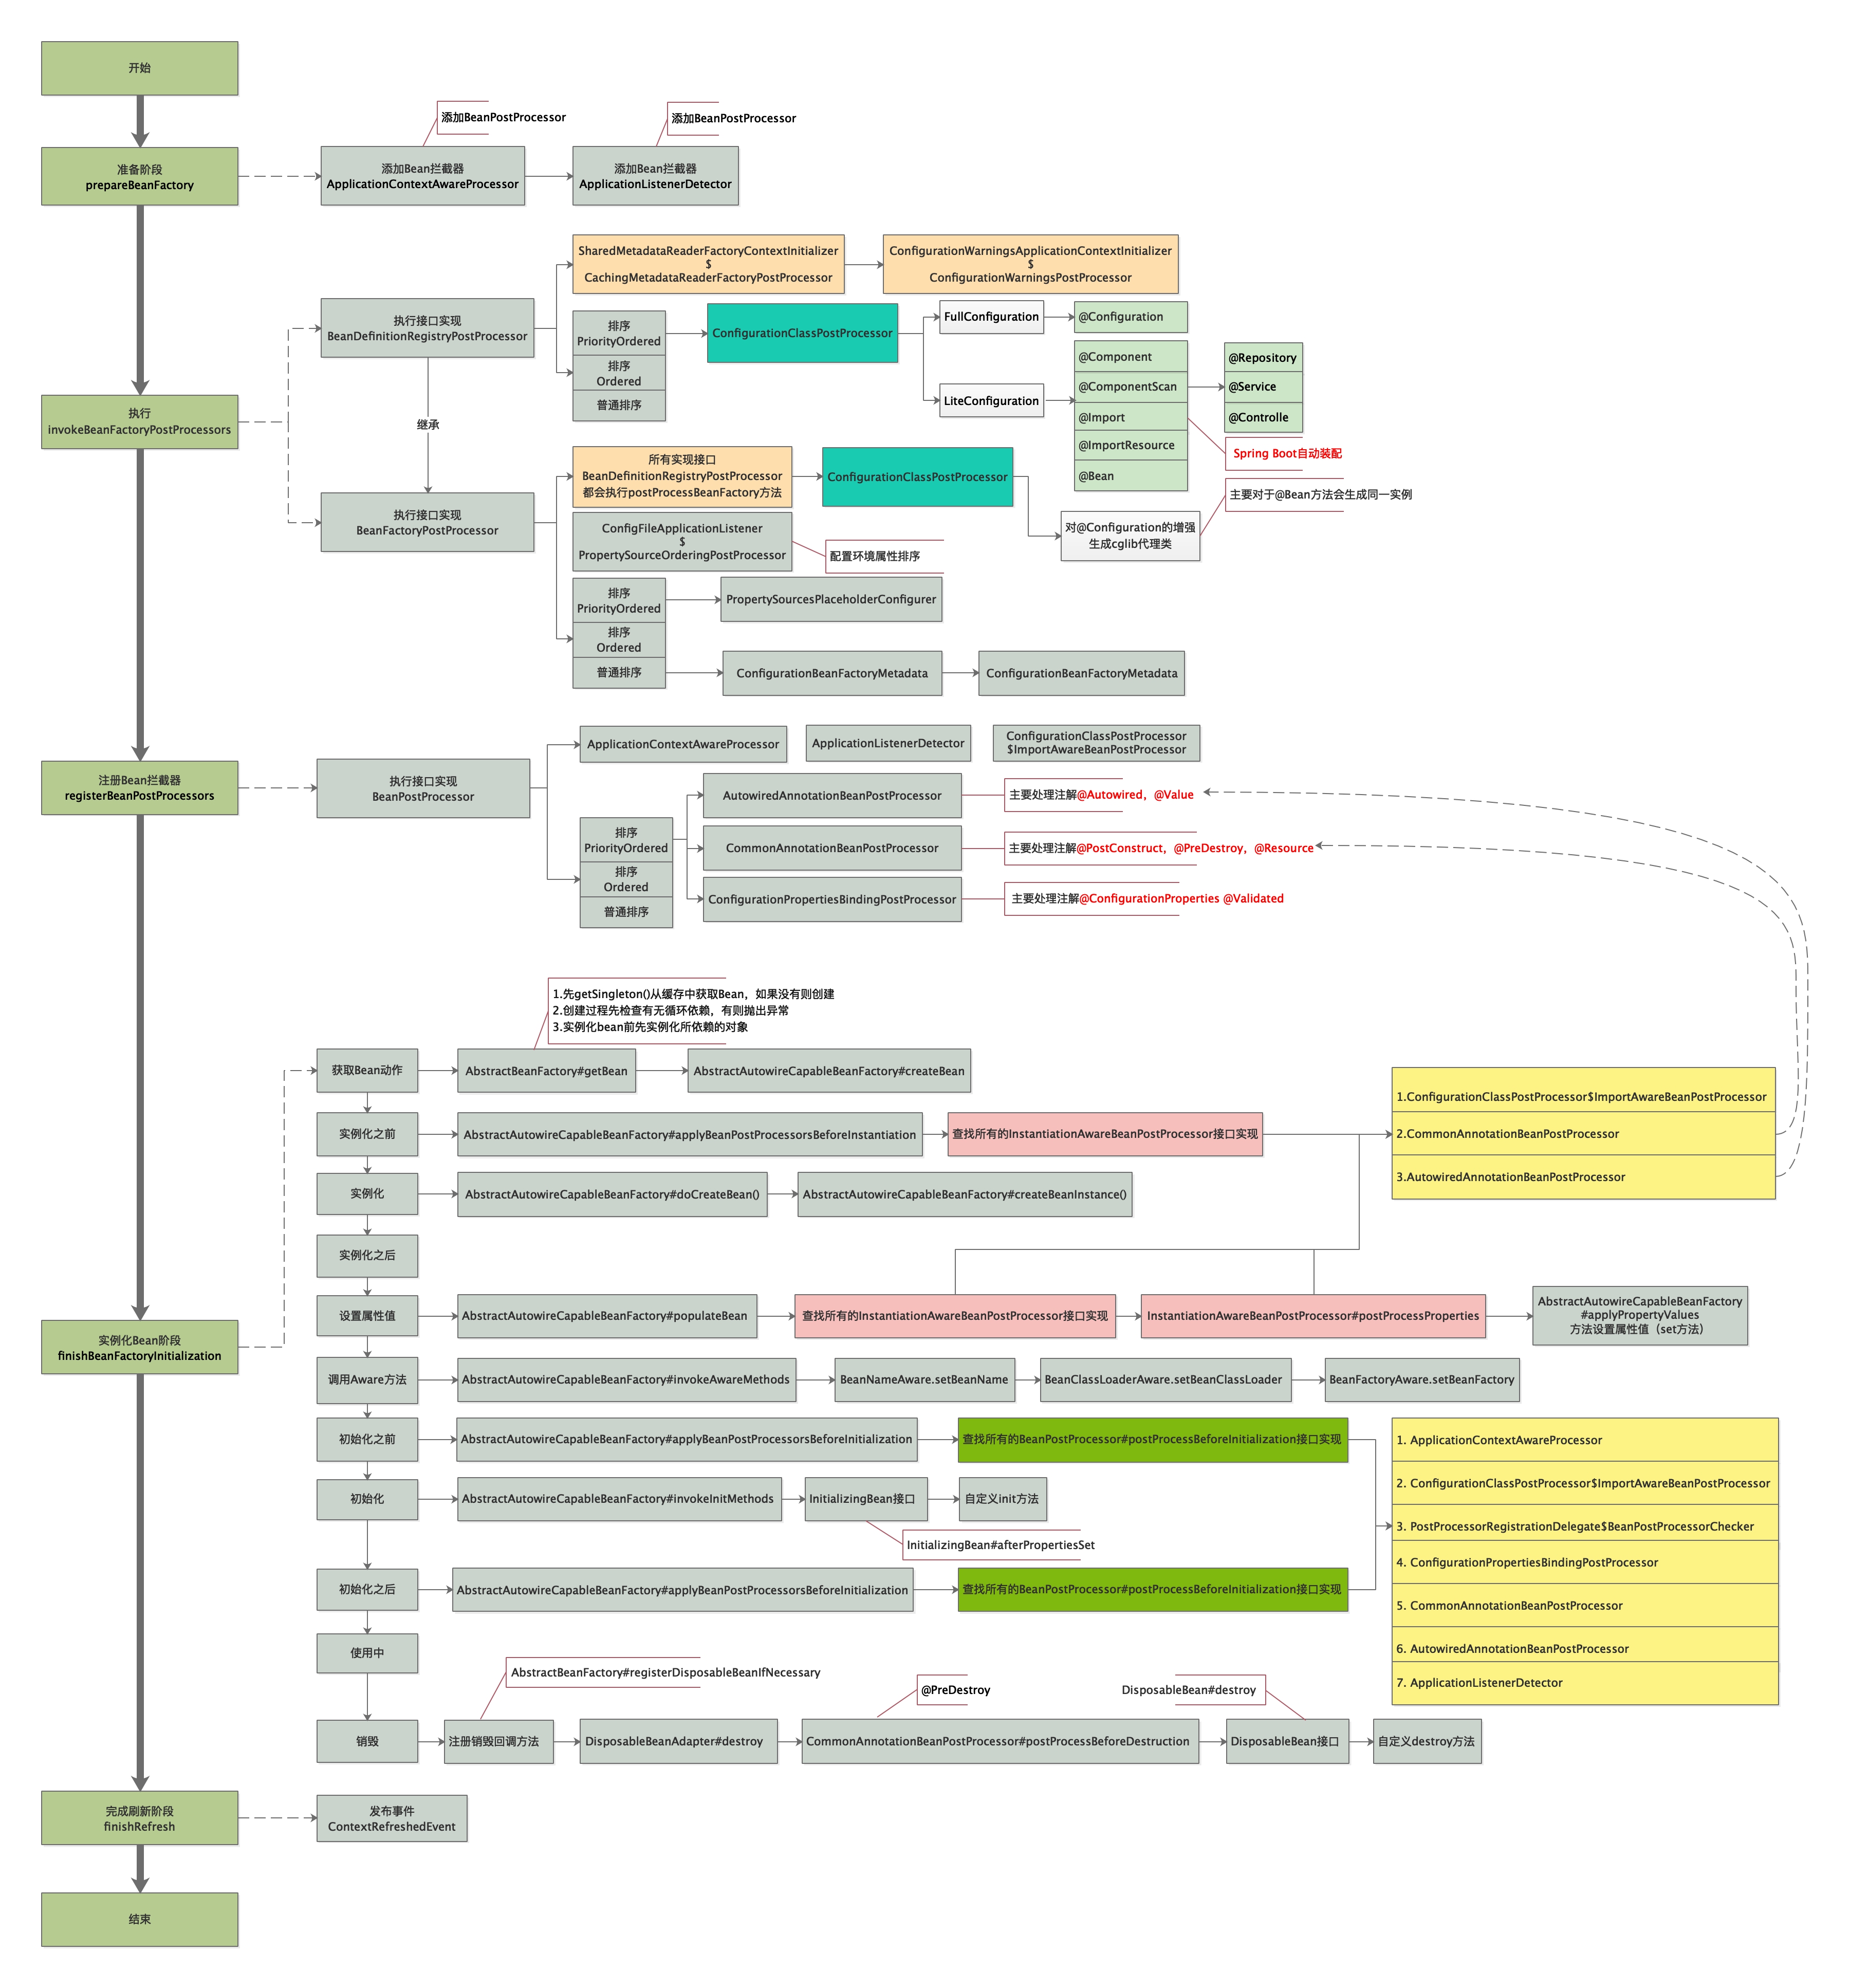 开始
添加BeanPostProcessor
添加BeanPostProcessor
准备阶段
prepareBeanFactory
添加Bean拦截器
ApplicationContextAwareProcessor
添加Bean拦截器
ApplicationListenerDetector
SharedMetadataReaderFactoryContextInitializer
$
CachingMetadataReaderFactoryPostProcessor
ConfigurationWarningsApplicationContextInitializer
$
ConfigurationWarningsPostProcessor
执行接口实现
BeanDefinitionRegistryPostProcessor
排序
PriorityOrdered
排序
Ordered
普通排序
ConfigurationClassPostProcessor
FullConfiguration
@Configuration
LiteConfiguration
@Component
@ComponentScan
@Import
@ImportResource
@Bean
@Repository
@Service
@Controlle
Spring Boot自动装配
执行
invokeBeanFactoryPostProcessors
继承
执行接口实现
BeanFactoryPostProcessor
所有实现接口
BeanDefinitionRegistryPostProcessor
都会执行postProcessBeanFactory方法
ConfigurationClassPostProcessor
主要对于@Bean方法会生成同一实例
对@Configuration的增强
生成cglib代理类
ConfigFileApplicationListener
$
PropertySourceOrderingPostProcessor
配置环境属性排序
排序
PriorityOrdered
排序
Ordered
普通排序
PropertySourcesPlaceholderConfigurer
ConfigurationBeanFactoryMetadata
ConfigurationBeanFactoryMetadata
注册Bean拦截器
registerBeanPostProcessors
执行接口实现
BeanPostProcessor
ApplicationContextAwareProcessor
ApplicationListenerDetector
ConfigurationClassPostProcessor
$ImportAwareBeanPostProcessor
排序
PriorityOrdered
排序
Ordered
普通排序
AutowiredAnnotationBeanPostProcessor
主要处理注解@Autowired，@Value
CommonAnnotationBeanPostProcessor
主要处理注解@PostConstruct，@PreDestroy，@Resource
ConfigurationPropertiesBindingPostProcessor
主要处理注解@ConfigurationProperties @Validated
1.先getSingleton()从缓存中获取Bean，如果没有则创建
2.创建过程先检查有无循环依赖，有则抛出异常
3.实例化bean前先实例化所依赖的对象
获取Bean动作
AbstractBeanFactory#getBean
AbstractAutowireCapableBeanFactory#createBean
实例化之前
AbstractAutowireCapableBeanFactory#applyBeanPostProcessorsBeforeInstantiation
查找所有的InstantiationAwareBeanPostProcessor接口实现
1.ConfigurationClassPostProcessor$ImportAwareBeanPostProcessor
2.CommonAnnotationBeanPostProcessor
3.AutowiredAnnotationBeanPostProcessor
实例化
AbstractAutowireCapableBeanFactory#doCreateBean()
AbstractAutowireCapableBeanFactory#createBeanInstance()
实例化之后
实例化Bean阶段
finishBeanFactoryInitialization
设置属性值
AbstractAutowireCapableBeanFactory#populateBean
查找所有的InstantiationAwareBeanPostProcessor接口实现
InstantiationAwareBeanPostProcessor#postProcessProperties
AbstractAutowireCapableBeanFactory
#applyPropertyValues
方法设置属性值（set方法）
调用Aware方法
AbstractAutowireCapableBeanFactory#invokeAwareMethods
BeanNameAware.setBeanName
BeanClassLoaderAware.setBeanClassLoader
BeanFactoryAware.setBeanFactory
初始化之前
AbstractAutowireCapableBeanFactory#applyBeanPostProcessorsBeforeInitialization
查找所有的BeanPostProcessor#postProcessBeforeInitialization接口实现
初始化
AbstractAutowireCapableBeanFactory#invokeInitMethods
InitializingBean接口
自定义init方法
InitializingBean#afterPropertiesSet
初始化之后
AbstractAutowireCapableBeanFactory#applyBeanPostProcessorsBeforeInitialization
查找所有的BeanPostProcessor#postProcessBeforeInitialization接口实现
1. ApplicationContextAwareProcessor
2. ConfigurationClassPostProcessor$ImportAwareBeanPostProcessor
3. PostProcessorRegistrationDelegate$BeanPostProcessorChecker
4. ConfigurationPropertiesBindingPostProcessor
5. CommonAnnotationBeanPostProcessor
6. AutowiredAnnotationBeanPostProcessor
7. ApplicationListenerDetector
使用中
AbstractBeanFactory#registerDisposableBeanIfNecessary
@PreDestroy
DisposableBean#destroy
销毁
注册销毁回调方法
DisposableBeanAdapter#destroy
CommonAnnotationBeanPostProcessor#postProcessBeforeDestruction
DisposableBean接口
自定义destroy方法
完成刷新阶段
finishRefresh
发布事件
ContextRefreshedEvent
结束